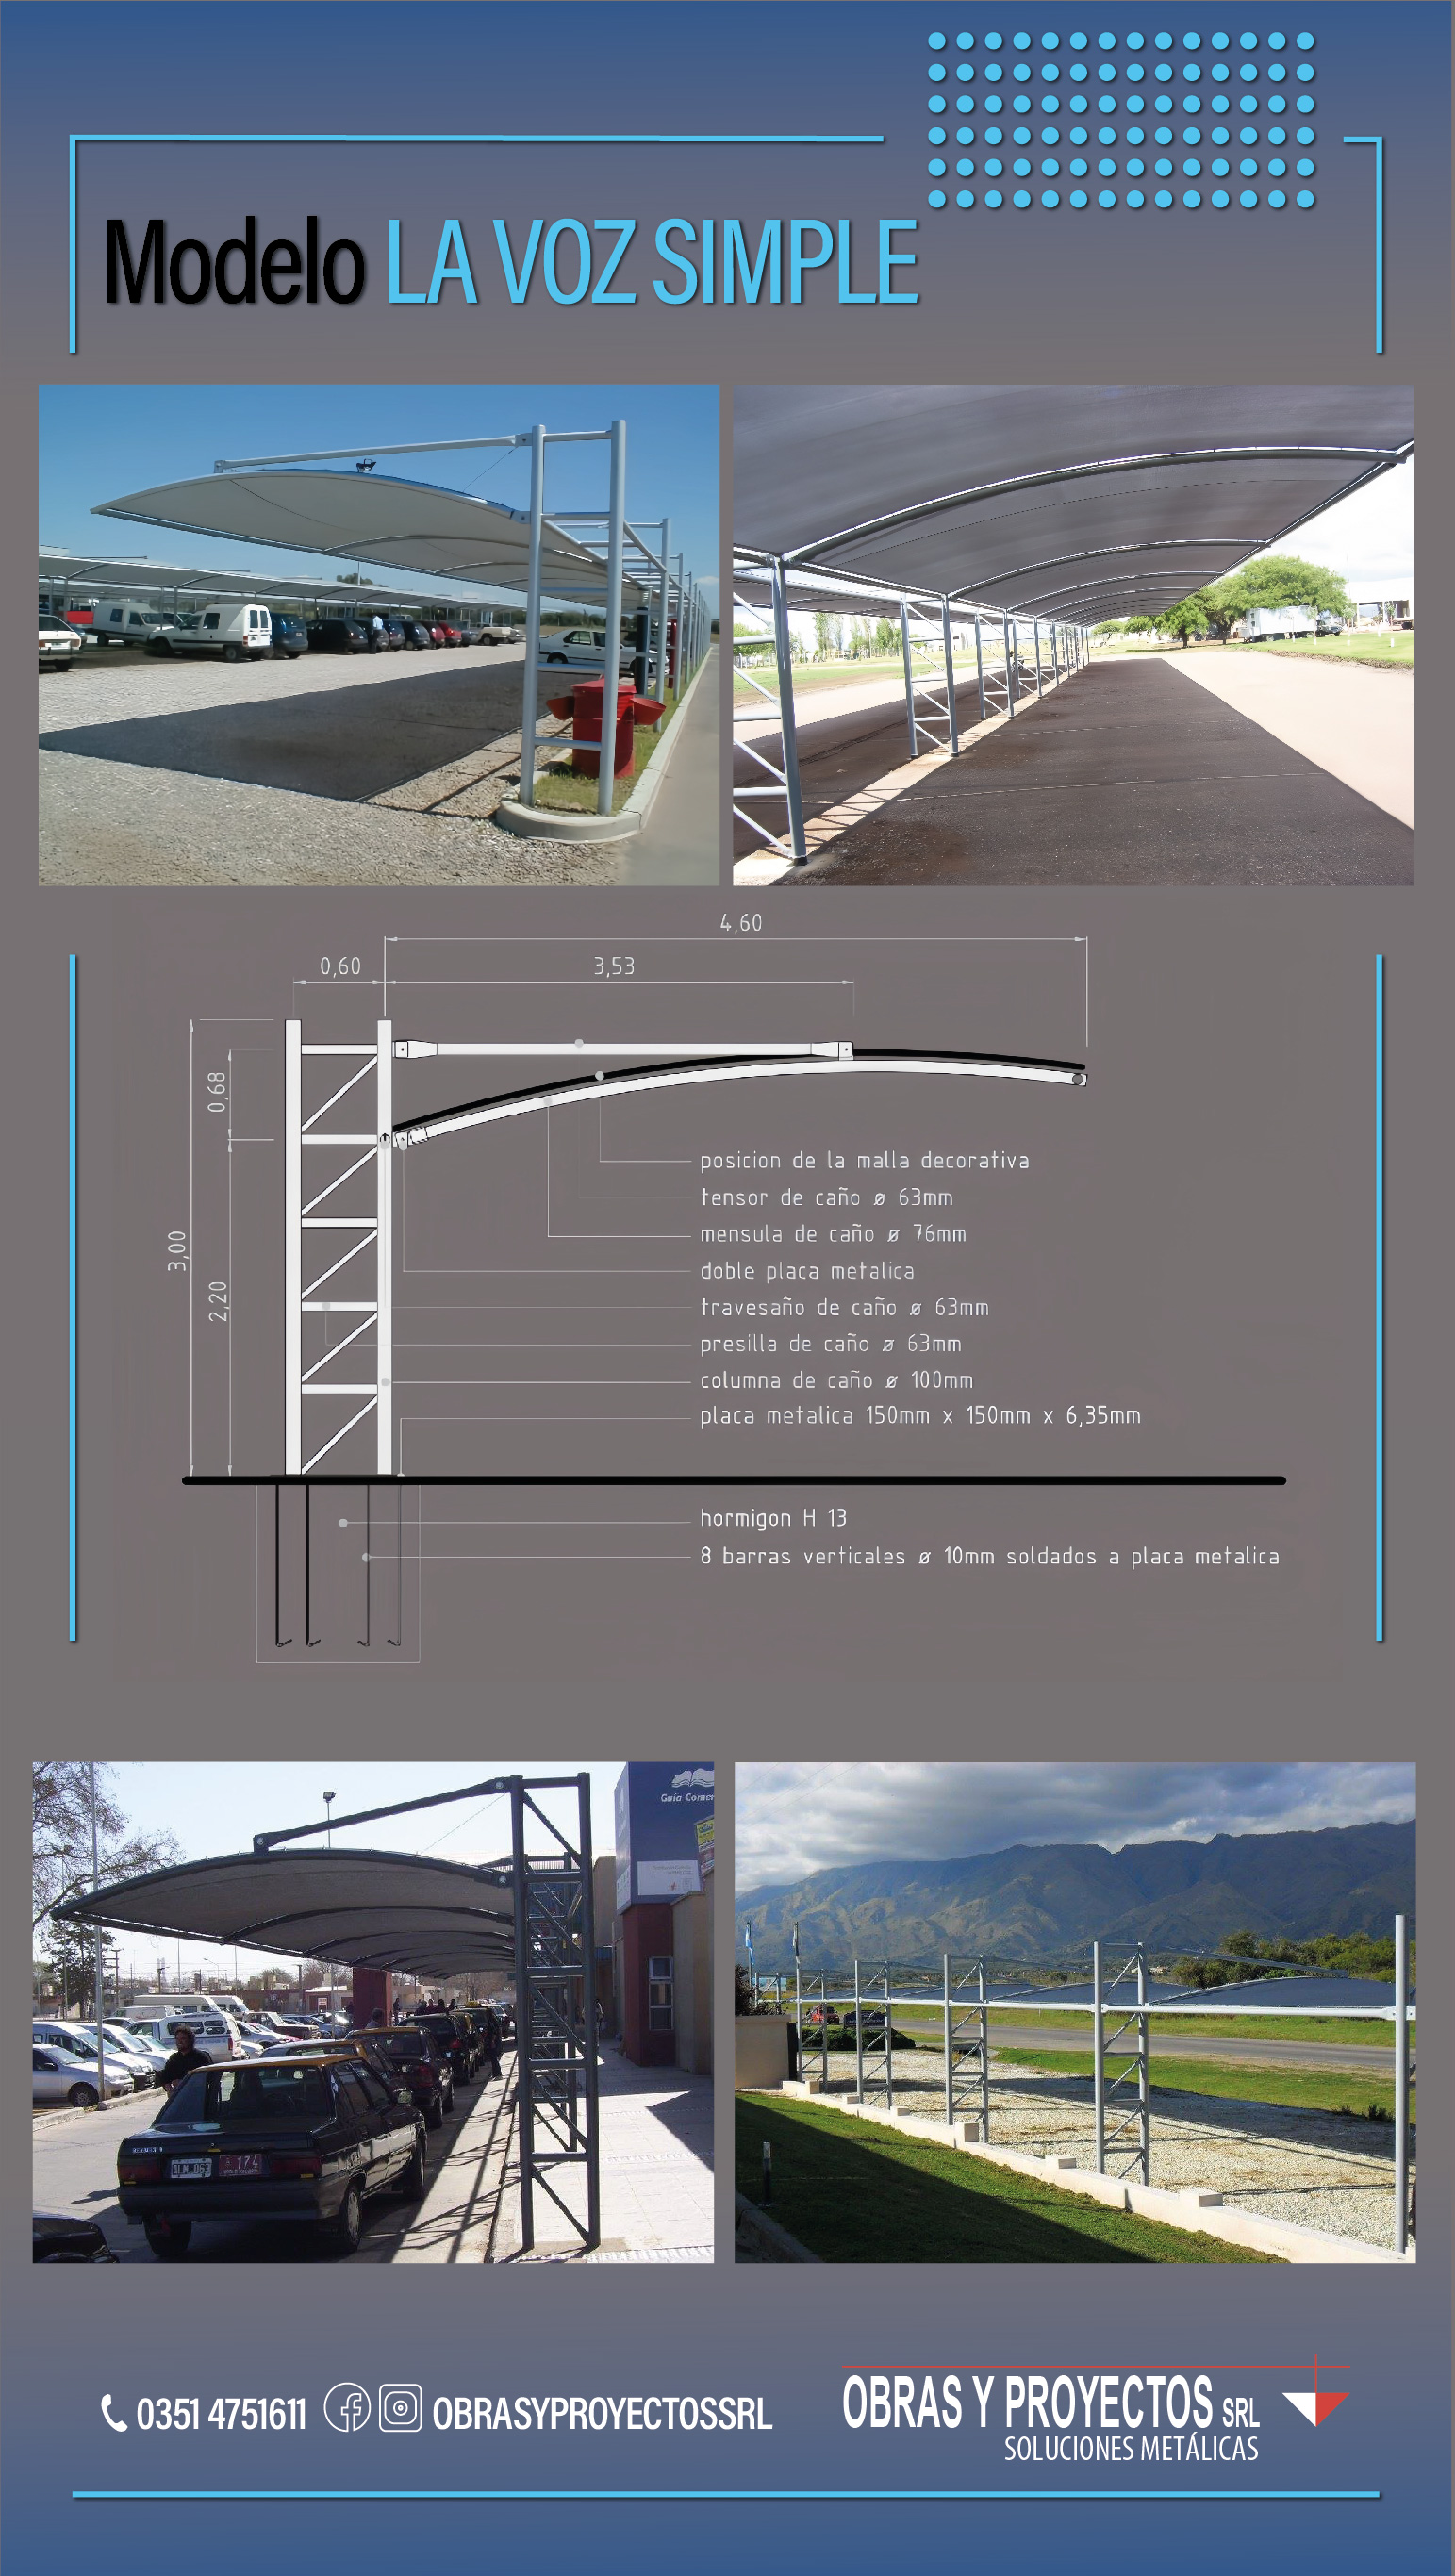 Modelo LA VOZ SIMPLE
4,60
0,60
3,53
0,68
3,00
2,20
posicion de la malla decorativa
tensor de caño ø 63mm
mensula de caño ø 76mm
doble placa metalica
travesaño de caño ø 63mm
presilla de caño ø 63mm
columna de caño ø 100mm
placa metalica 150mm x 150mm x 6,35mm
hormigon H 13
8 barras verticales ø 10mm soldados a placa metalica
174
0351 4751611
OBRASYPROYECTOSSRL
OBRAS Y PROYECTOS SRL
SOLUCIONES METÁLICAS